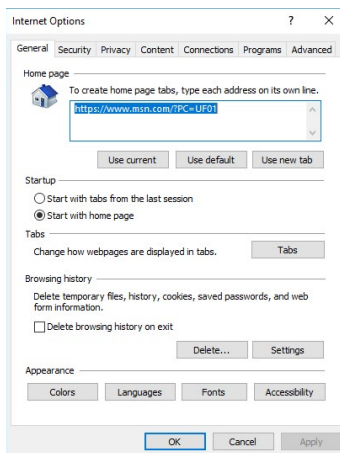 Internet Options ? X
General Security Privacy Content Connections Programs Advanced
Home page
To create home page tabs, type each address on its own line.
https://www.msn.com/?PC=UF01
Use current Use default Use new tab
Startup
Start with tabs from the last session
Start with home page
Tabs
Change how webpages are displayed in tabs. Tabs
Browsing history
Delete temporary files, history, cookies, saved passwords, and web
form information.
Delete browsing history on exit
Delete... Settings
Appearance
Colors Languages Fonts Accessibility
OK Cancel Apply